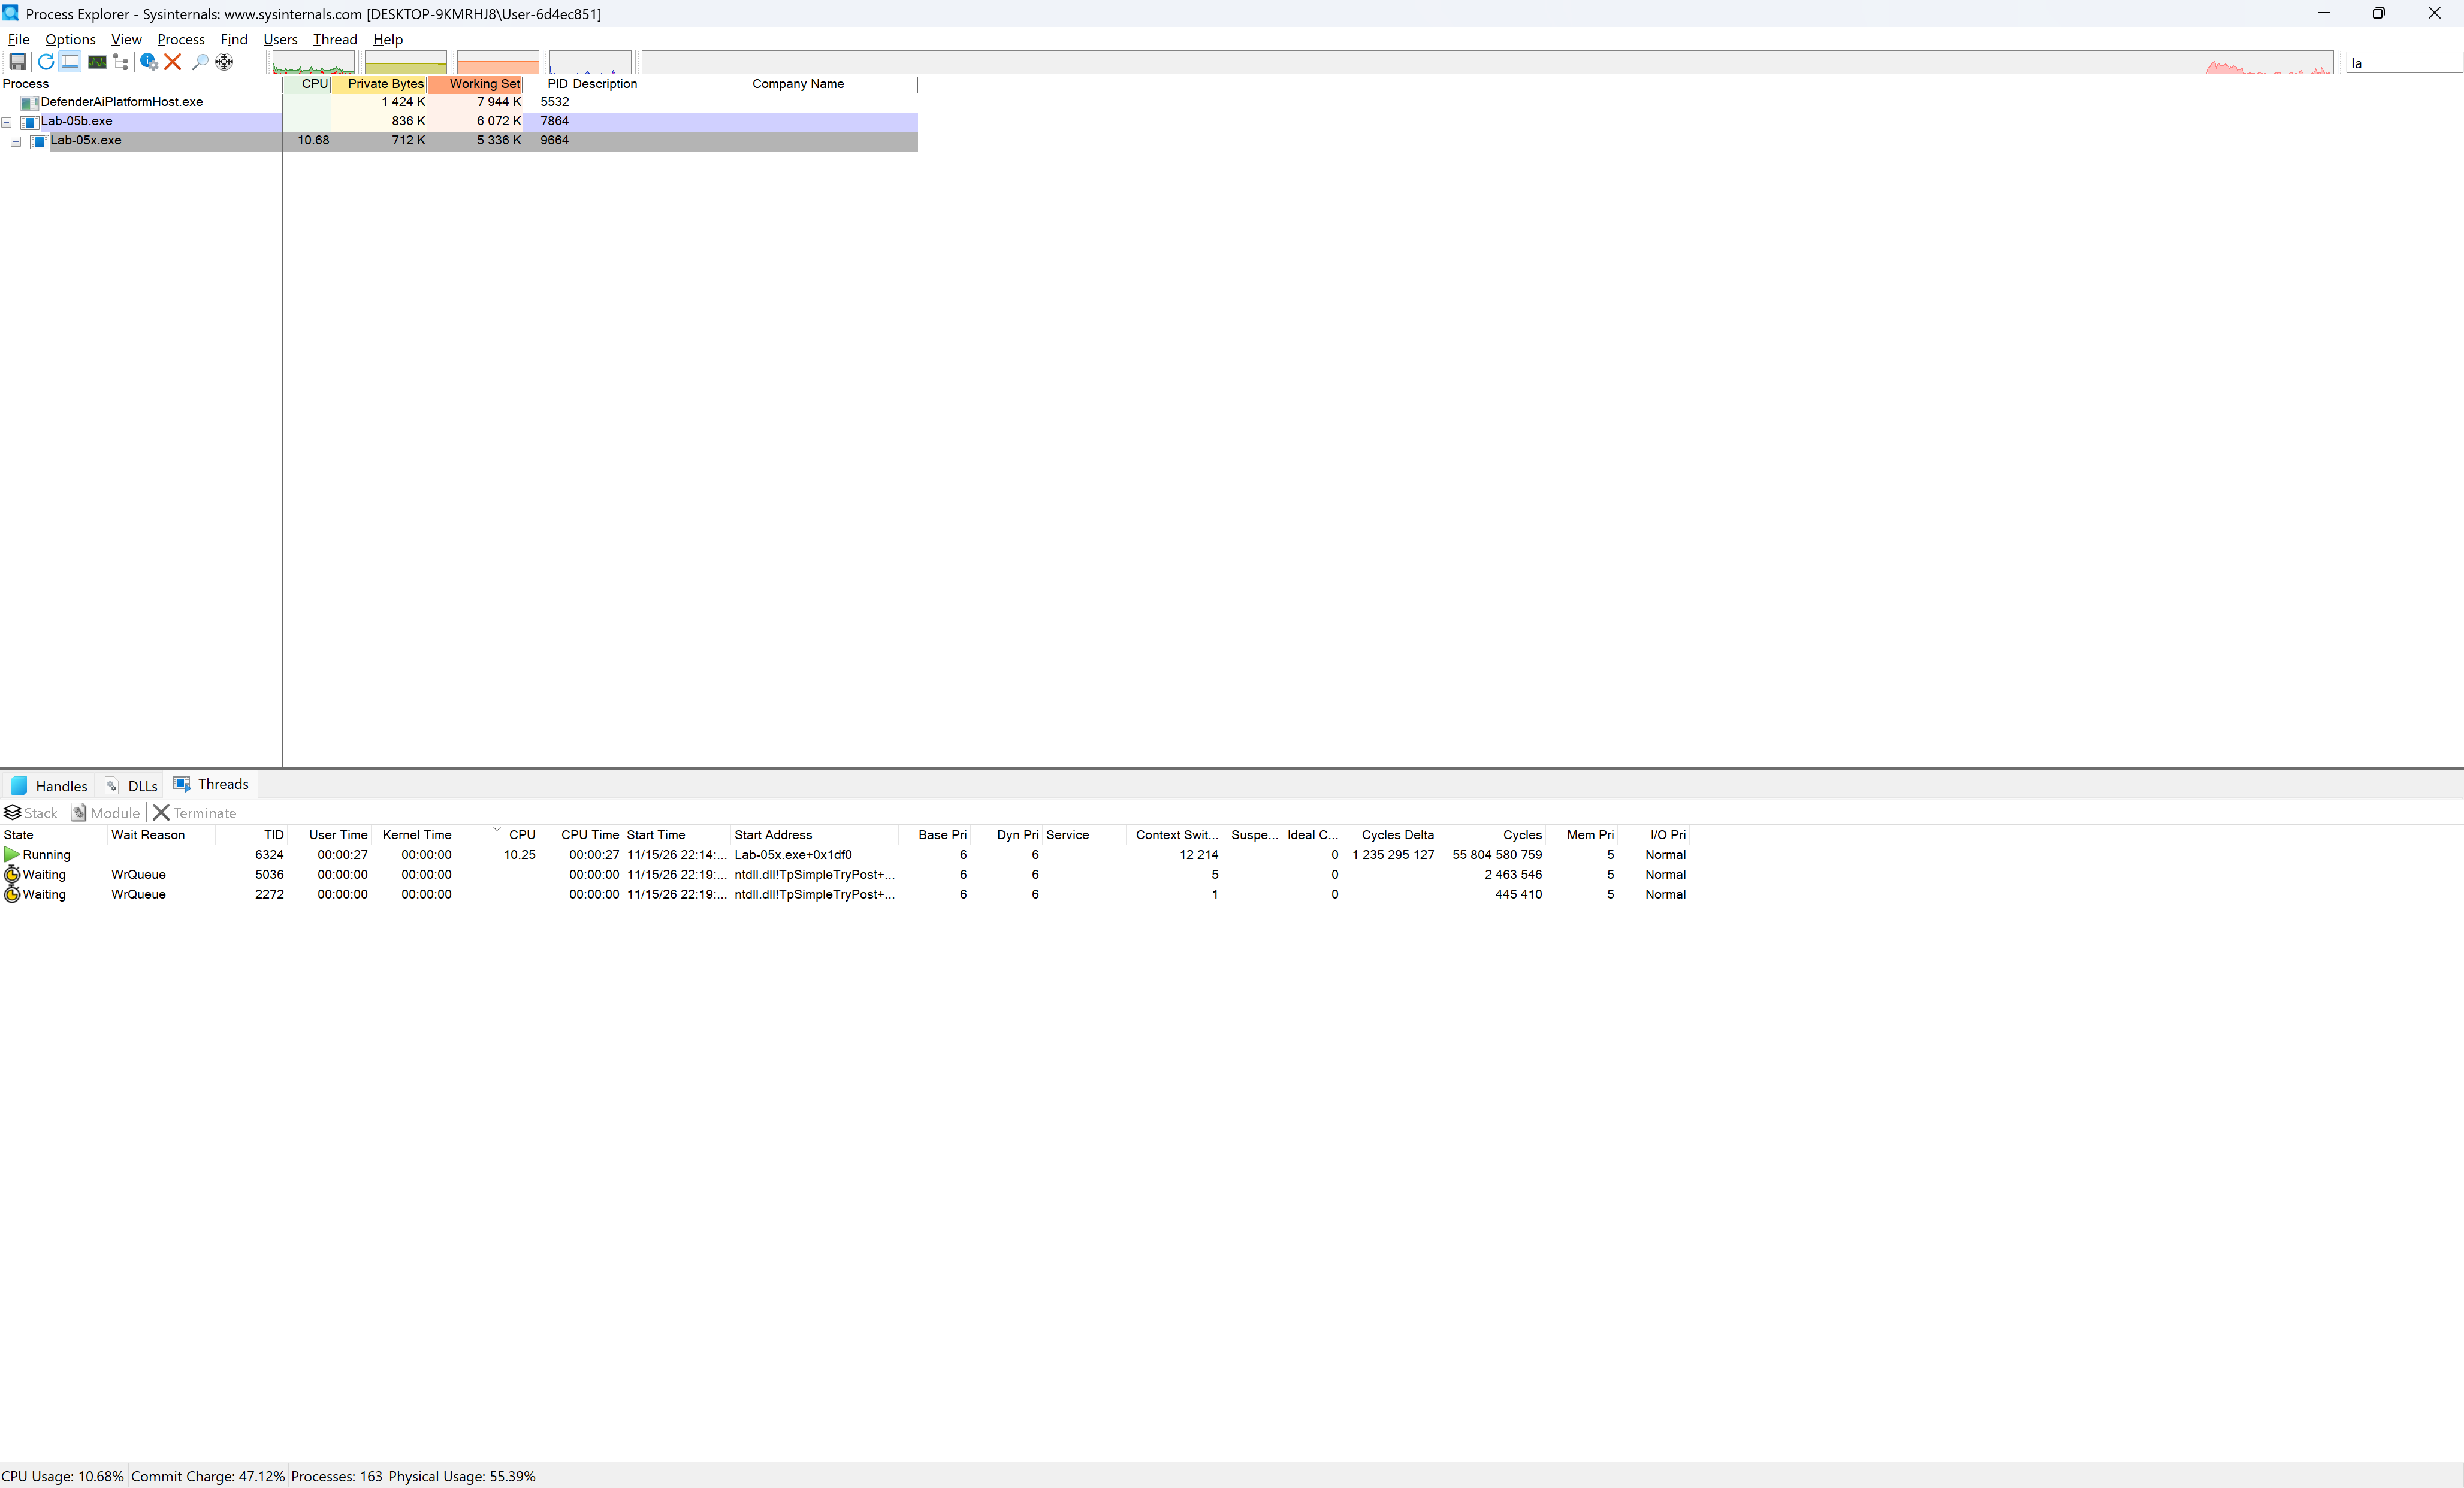 Process Explorer - Sysinternals: www.sysinternals.com [DESKTOP-9KMRHJ8\User-6d4ec851]
File Options View Process Find Users Thread Help
la
Process CPU Private Bytes Working Set PID Description Company Name
DefenderAiPlatformHost.exe 1 424 K 7 944 K 5532
Lab-05b.exe 836 K 6 072 K 7864
Lab-05x.exe 10.68 712 K 5 336 K 9664
Handles DLLs Threads
Stack Module Terminate
State Wait Reason TID User Time Kernel Time CPU CPU Time Start Time Start Address Base Pri Dyn Pri Service Context Swit... Suspe... Ideal C... Cycles Delta Cycles Mem Pri I/O Pri
Running 6324 00:00:27 00:00:00 10.25 00:00:27 11/15/26 22:14:... Lab-05x.exe+0x1df0 6 6 12 214 0 1 235 295 127 55 804 580 759 5 Normal
Waiting WrQueue 5036 00:00:00 00:00:00 00:00:00 11/15/26 22:19:... ntdll.dll!TpSimpleTryPost+... 6 6 5 0 2 463 546 5 Normal
Waiting WrQueue 2272 00:00:00 00:00:00 00:00:00 11/15/26 22:19:... ntdll.dll!TpSimpleTryPost+... 6 6 1 0 445 410 5 Normal
CPU Usage: 10.68% Commit Charge: 47.12% Processes: 163 Physical Usage: 55.39%